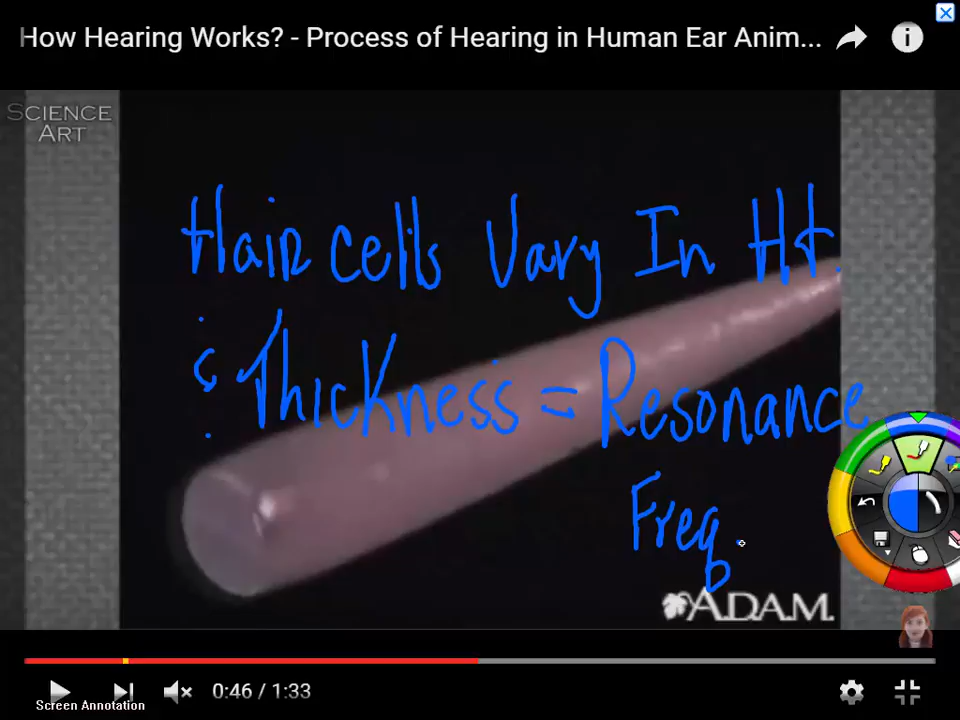 How Hearing Works? - Process of Hearing in Human Ear Anim...
SCIENCE
ART
Hair cells Vary In Ht.
Thickness = Resonance
Freq.
A.D.A.M.
0:46 / 1:33
Screen Annotation